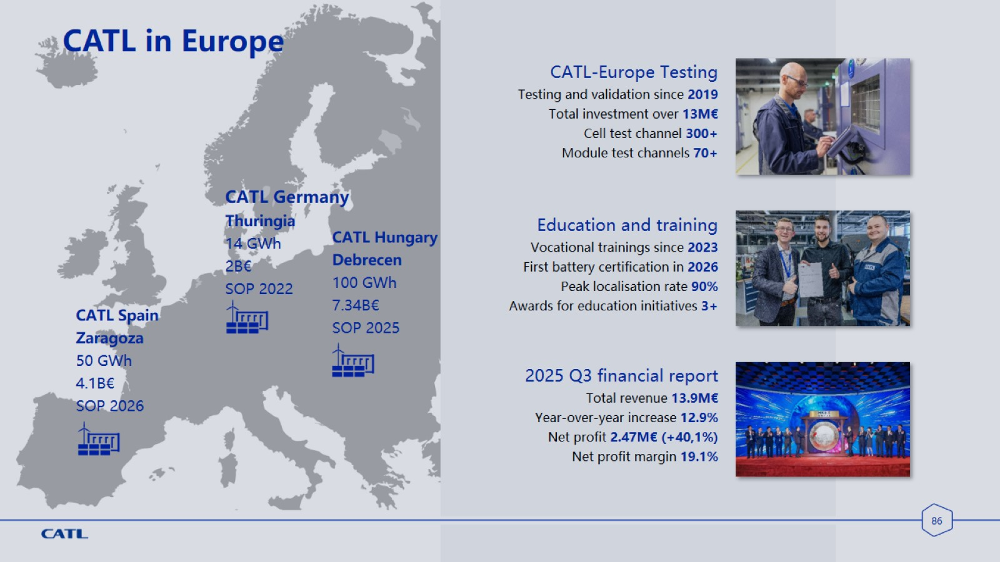 CATL in Europe
CATL Germany
Thuringia
14 GWh
2B€
SOP 2022
CATL Hungary
Debrecen
100 GWh
7.34B€
SOP 2025
CATL Spain
Zaragoza
50 GWh
4.1B€
SOP 2026
CATL-Europe Testing
Testing and validation since 2019
Total investment over 13M€
Cell test channel 300+
Module test channels 70+
Education and training
Vocational trainings since 2023
First battery certification in 2026
Peak localisation rate 90%
Awards for education initiatives 3+
2025 Q3 financial report
Total revenue 13.9M€
Year-over-year increase 12.9%
Net profit 2.47M€ (+40,1%)
Net profit margin 19.1%
CATL
86